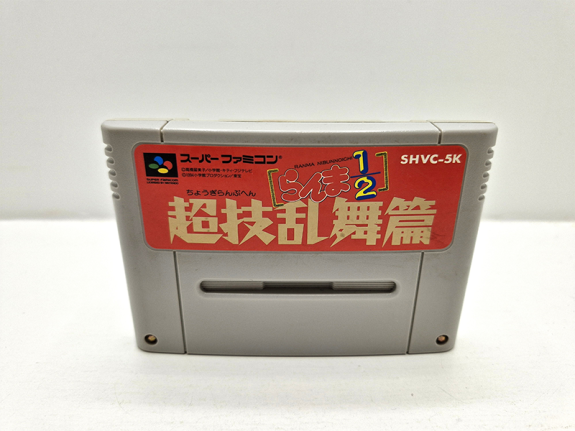 スーパーファミコン®
RANMA NIBUNNOICHI
SHVC-5K
らんま1/2
ちょうぎらんぶへん
超技乱舞篇